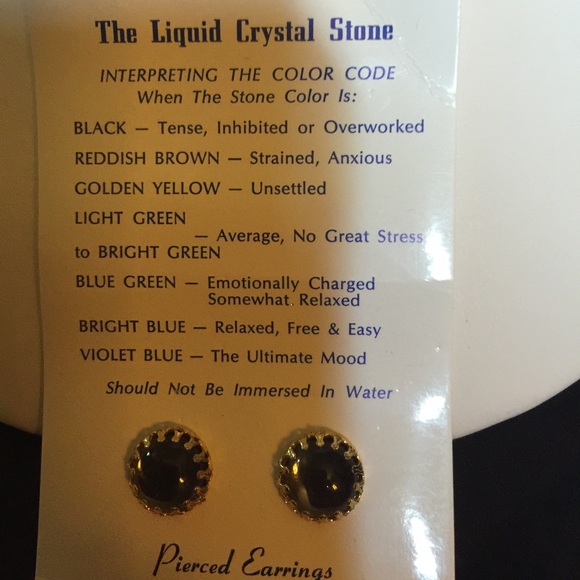 The Liquid Crystal Stone
INTERPRETING THE COLOR CODE
When The Stone Color Is:
BLACK — Tense, Inhibited or Overworked
REDDISH BROWN — Strained, Anxious
GOLDEN YELLOW — Unsettled
LIGHT GREEN
— Average, No Great Stress
to BRIGHT GREEN
BLUE GREEN — Emotionally Charged
Somewhat Relaxed
BRIGHT BLUE — Relaxed, Free & Easy
VIOLET BLUE — The Ultimate Mood
Should Not Be Immersed In Water
Pierced Earrings